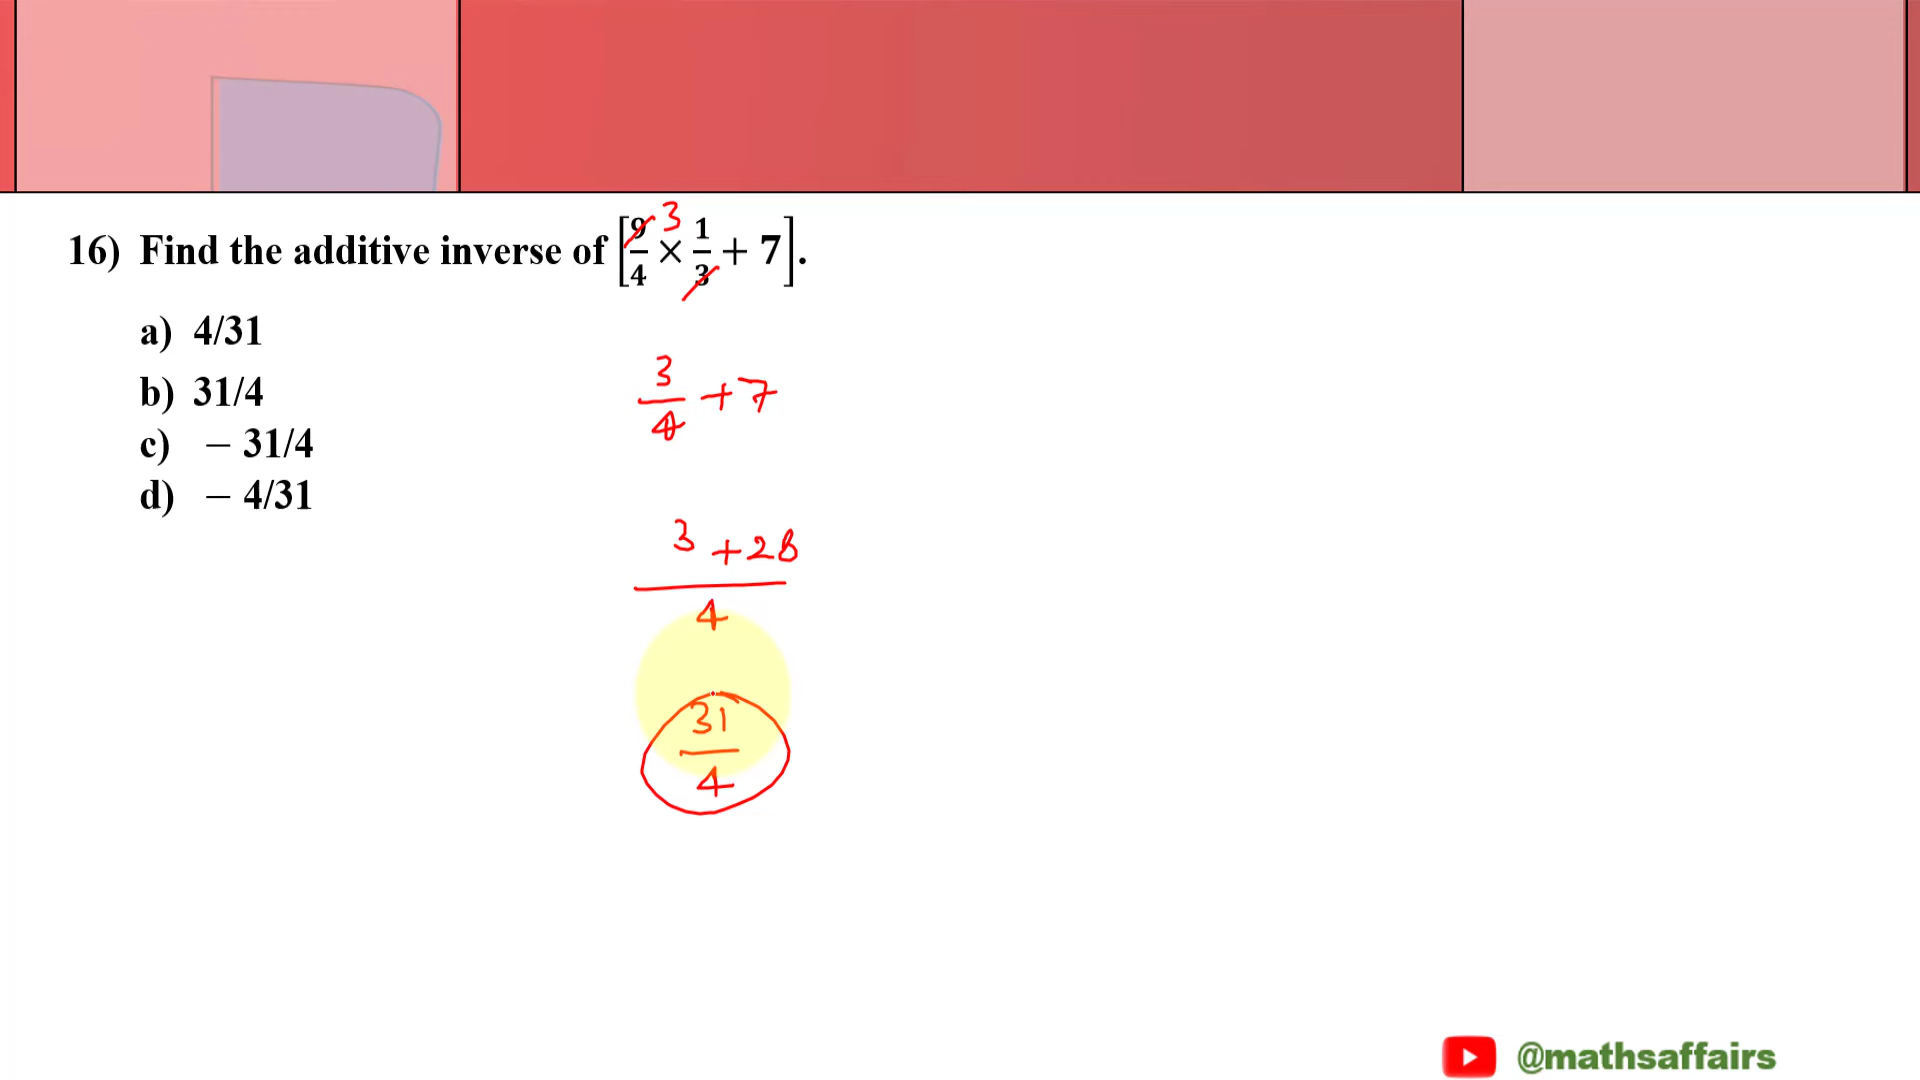 16) Find the additive inverse of [9/4 × 1/3 + 7].
3
a) 4/31
b) 31/4
c) – 31/4
d) – 4/31
3/4 + 7
3 + 28
4
31
4
@mathsaffairs